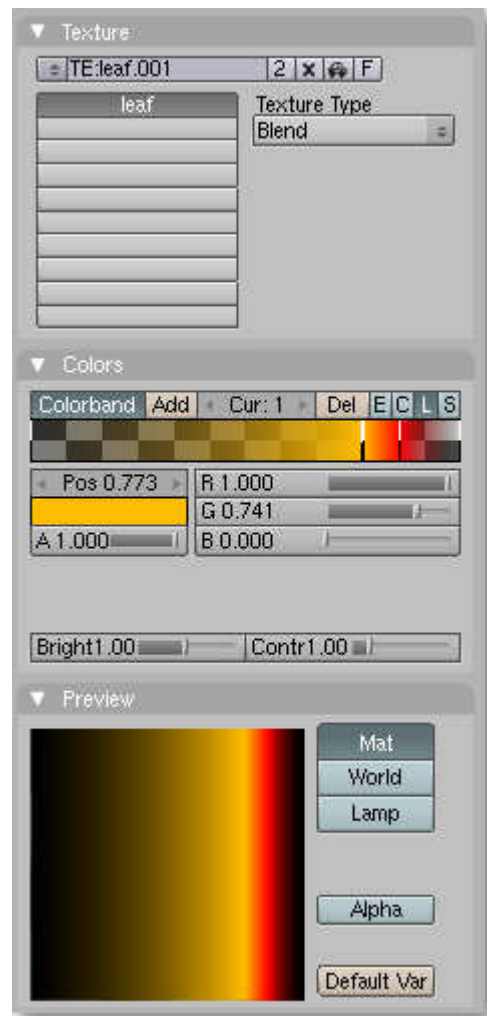 Texture
TE:leaf.001 2 X F
leaf Texture Type
Blend
Colors
Colorband Add Cur: 1 Del E C L S
Pos 0.773 R 1.000
G 0.741
A 1.000 B 0.000
Bright1.00 Contr1.00
Preview
Mat
World
Lamp
Alpha
Default Var